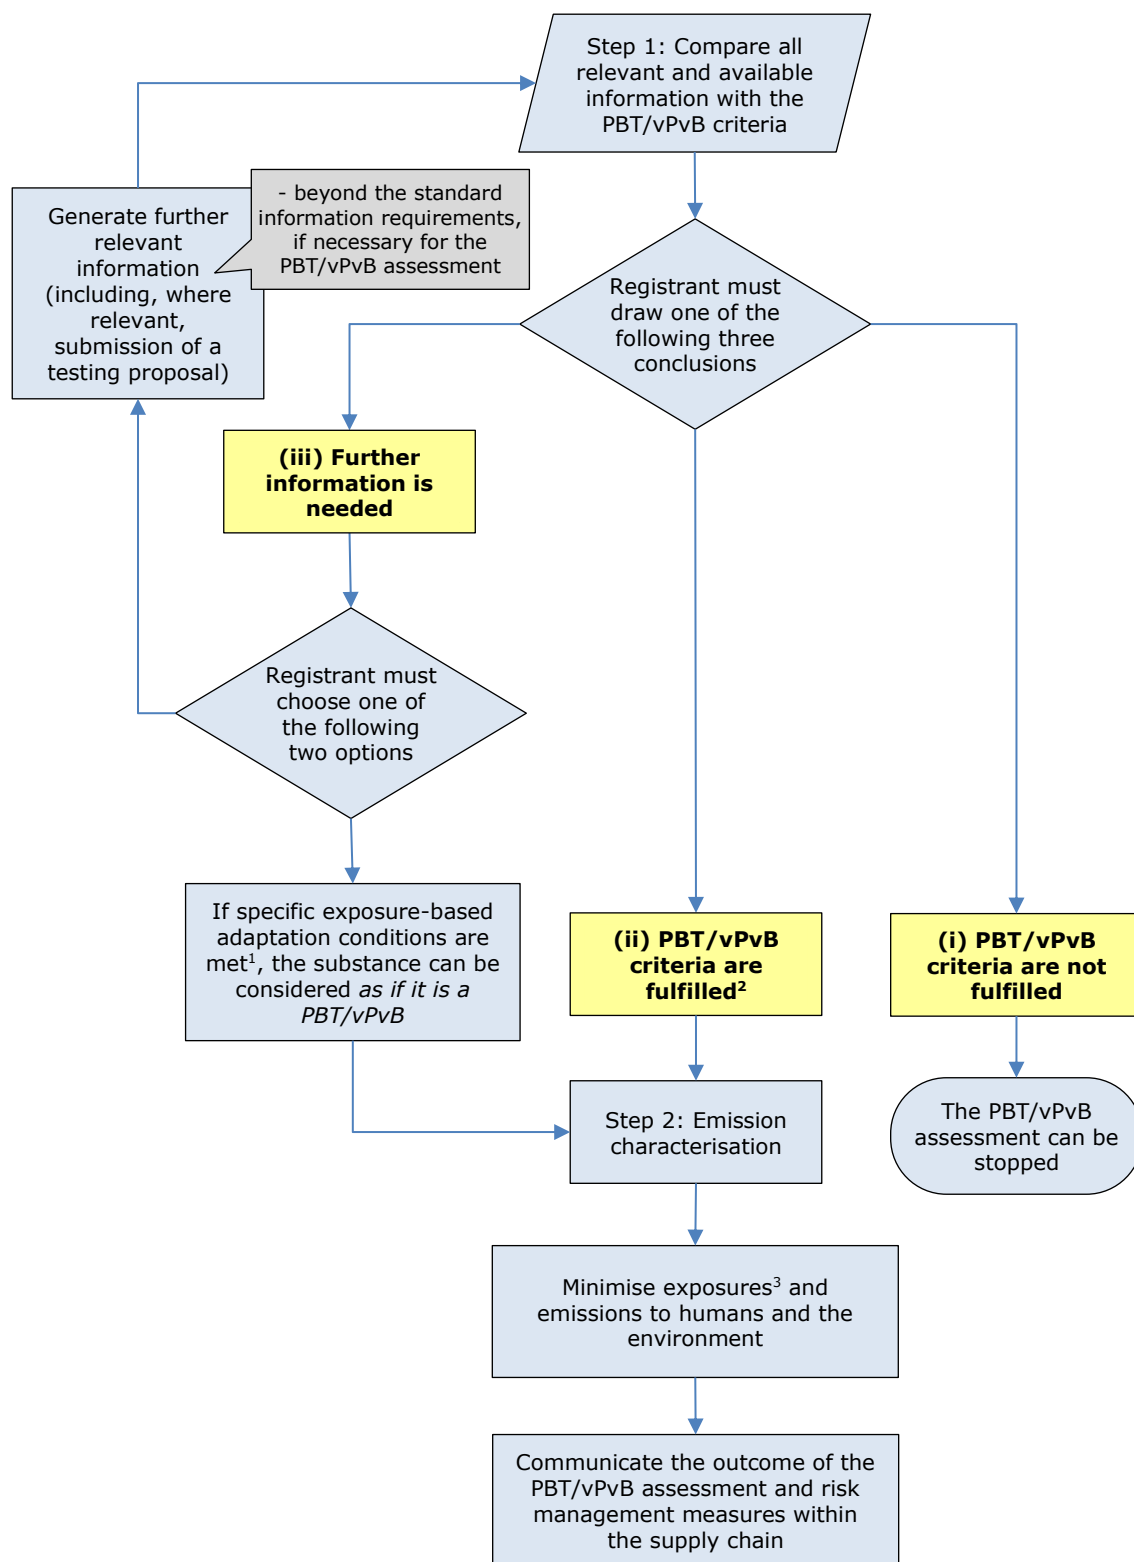 Step 1: Compare all
relevant and available
information with the
PBT/vPvB criteria
- beyond the standard
information requirements,
if necessary for the
PBT/vPvB assessment
Generate further
relevant
information
(including, where
relevant,
submission of a
testing proposal)
Registrant must
draw one of the
following three
conclusions
(iii) Further
information is
needed
Registrant must
choose one of
the following
two options
If specific exposure-based
adaptation conditions are
met¹, the substance can be
considered as if it is a
PBT/vPvB
(ii) PBT/vPvB
criteria are
fulfilled²
(i) PBT/vPvB
criteria are not
fulfilled
Step 2: Emission
characterisation
The PBT/vPvB
assessment can be
stopped
Minimise exposures³ and
emissions to humans and the
environment
Communicate the outcome of the
PBT/vPvB assessment and risk
management measures within
the supply chain